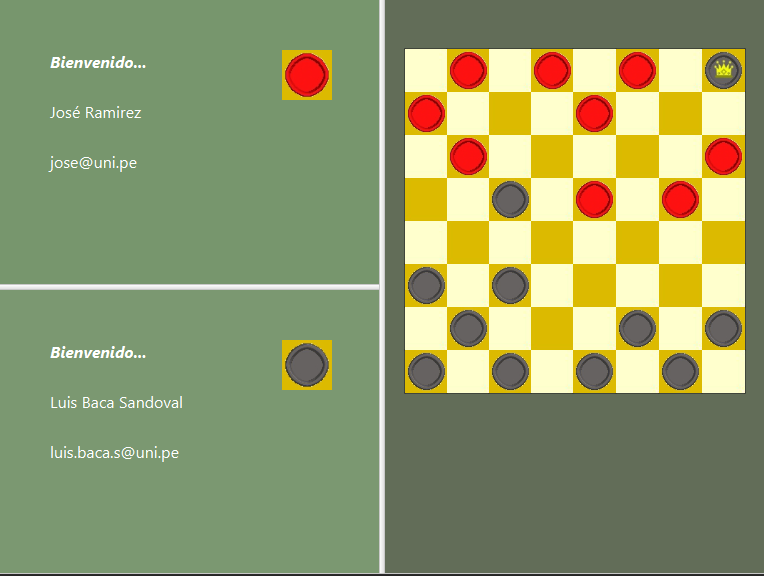 Bienvenido...
José Ramirez
jose@uni.pe
Bienvenido...
Luis Baca Sandoval
luis.baca.s@uni.pe